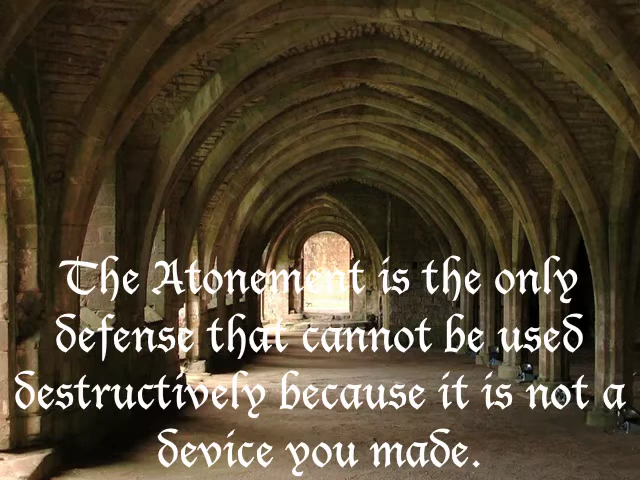 The Atonement is the only
defense that cannot be used
destructively because it is not a
device you made.